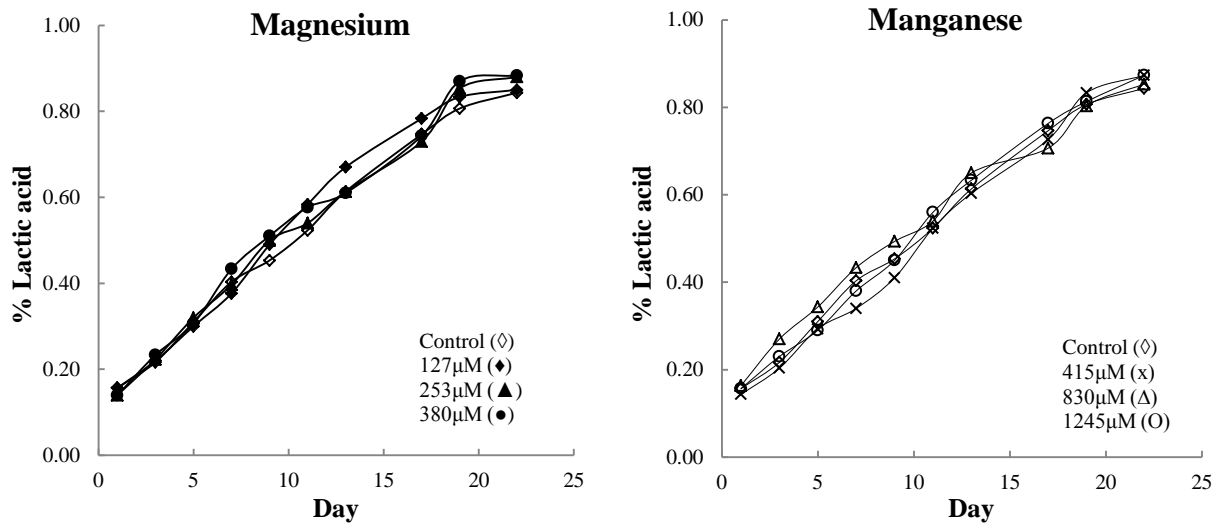 Magnesium
1.00
0.80
0.60
0.40
0.20
0.00
% Lactic acid
0
5
10
15
20
25
Day
Control (◊)
127µM (♦)
253µM (▲)
380µM (●)
Manganese
1.00
0.80
0.60
0.40
0.20
0.00
% Lactic acid
0
5
10
15
20
25
Day
Control (◊)
415µM (x)
830µM (Δ)
1245µM (O)